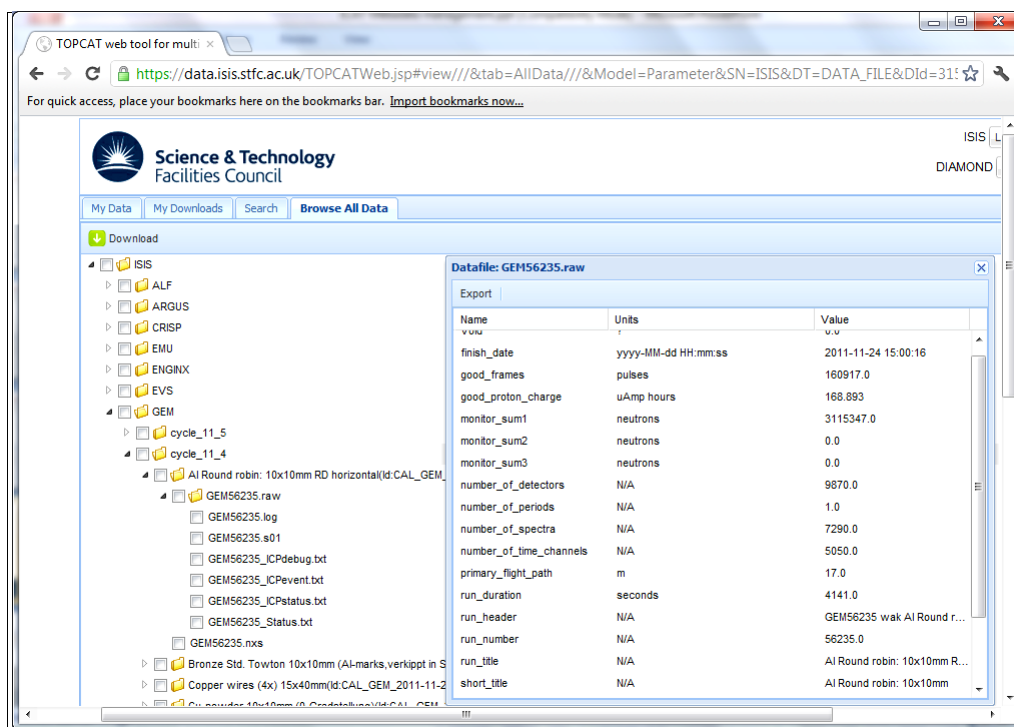 TOPCAT web tool for multi
https://data.isis.stfc.ac.uk/TOPCATWeb.jsp#view///&tab=AllData///&Model=Parameter&SN=ISIS&DT=DATA_FILE&DId=315
For quick access, place your bookmarks here on the bookmarks bar. Import bookmarks now...
ISIS L
Science & Technology
Facilities Council
DIAMOND
My Data My Downloads Search Browse All Data
Download
ISIS
ALF
ARGUS
CRISP
EMU
ENGINX
EVS
GEM
cycle_11_5
cycle_11_4
Al Round robin: 10x10mm RD horizontal(Id:CAL_GEM_
GEM56235.raw
GEM56235.log
GEM56235.s01
GEM56235_ICPdebug.txt
GEM56235_ICPevent.txt
GEM56235_ICPstatus.txt
GEM56235_Status.txt
GEM56235.nxs
Bronze Std. Towton 10x10mm (Al-marks,verkippt in S
Copper wires (4x) 15x40mm(Id:CAL_GEM_2011-11-2
Datafile: GEM56235.raw
Export
Name Units Value
finish_date yyyy-MM-dd HH:mm:ss 2011-11-24 15:00:16
good_frames pulses 160917.0
good_proton_charge uAmp hours 168.893
monitor_sum1 neutrons 3115347.0
monitor_sum2 neutrons 0.0
monitor_sum3 neutrons 0.0
number_of_detectors N/A 9870.0
number_of_periods N/A 1.0
number_of_spectra N/A 7290.0
number_of_time_channels N/A 5050.0
primary_flight_path m 17.0
run_duration seconds 4141.0
run_header N/A GEM56235 wak Al Round r...
run_number N/A 56235.0
run_title N/A Al Round robin: 10x10mm R...
short_title N/A Al Round robin: 10x10mm